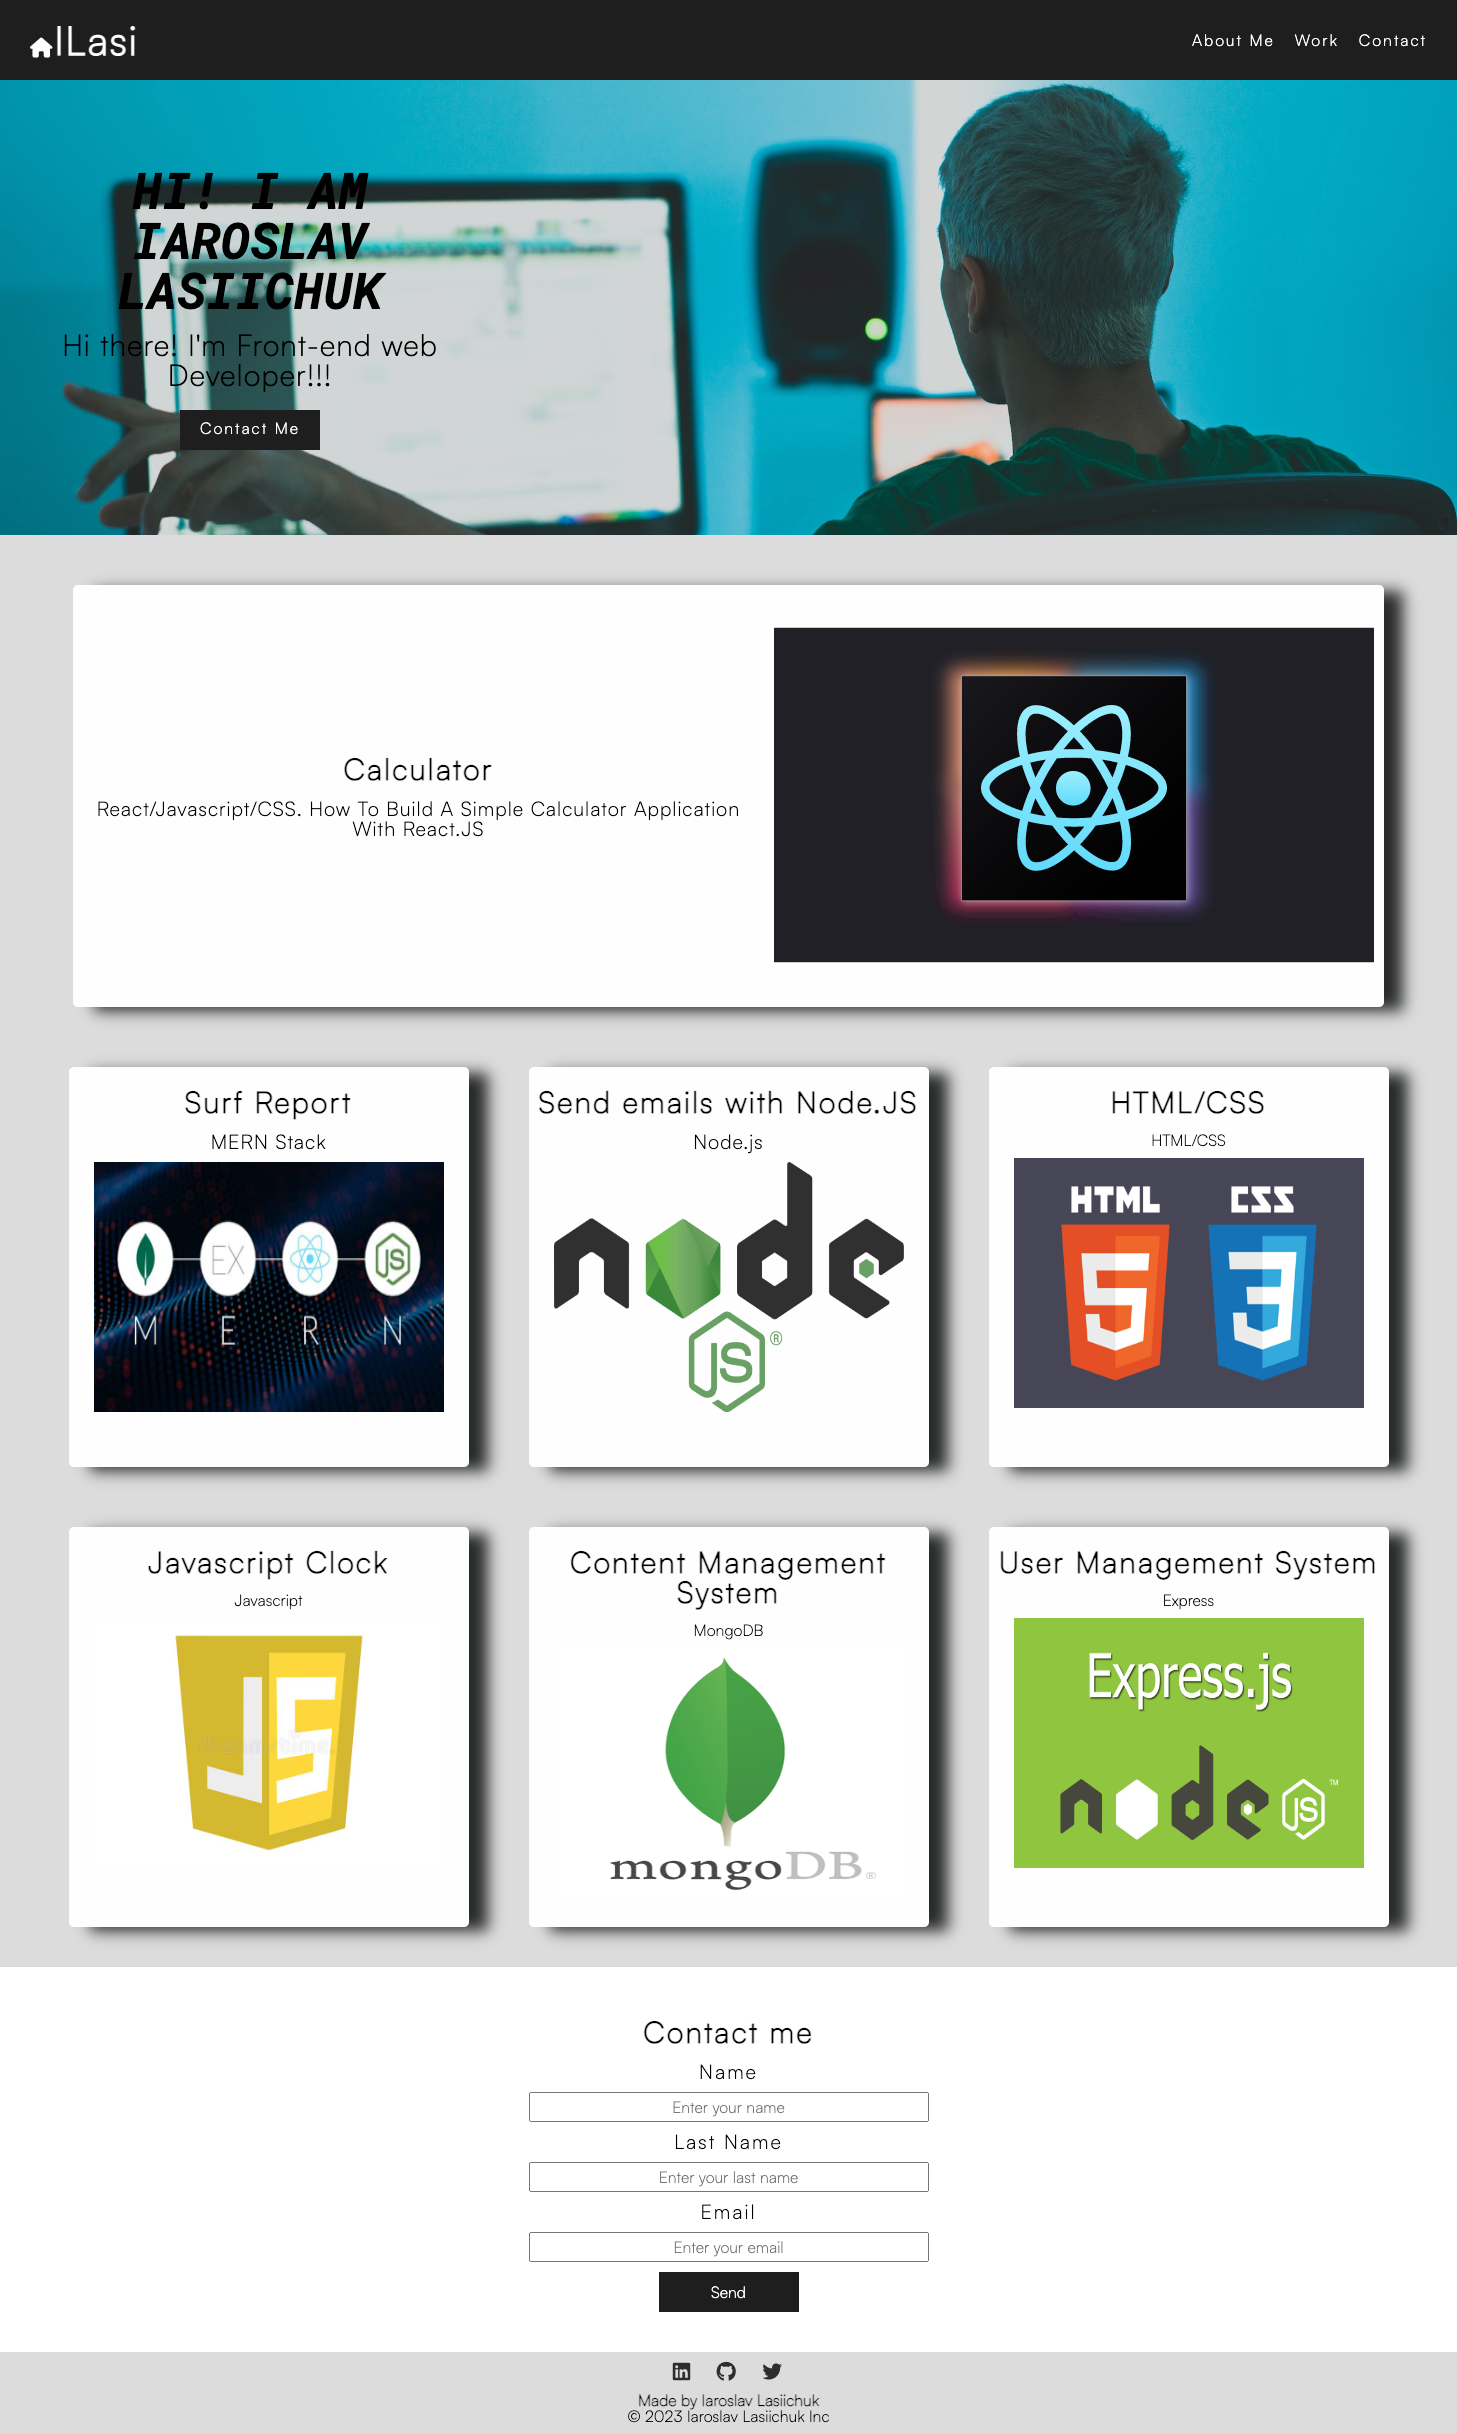 ILasi
About Me Work Contact
HI! I AM
IAROSLAV
LASIICHUK
Hi there! I'm Front-end web
Developer!!!
Contact Me
Calculator
React/Javascript/CSS. How To Build A Simple Calculator Application
With React.JS
Surf Report
MERN Stack
EX JS
M E R N
Send emails with Node.JS
Node.js
node
JS ®
HTML/CSS
HTML/CSS
HTML CSS
5 3
Javascript Clock
Javascript
JS
dreamstime.
Content Management
System
MongoDB
mongoDB®
User Management System
Express
Express.js
node JS ™
Contact me
Name
Enter your name
Last Name
Enter your last name
Email
Enter your email
Send
in
Made by Iaroslav Lasiichuk
© 2023 Iaroslav Lasiichuk Inc